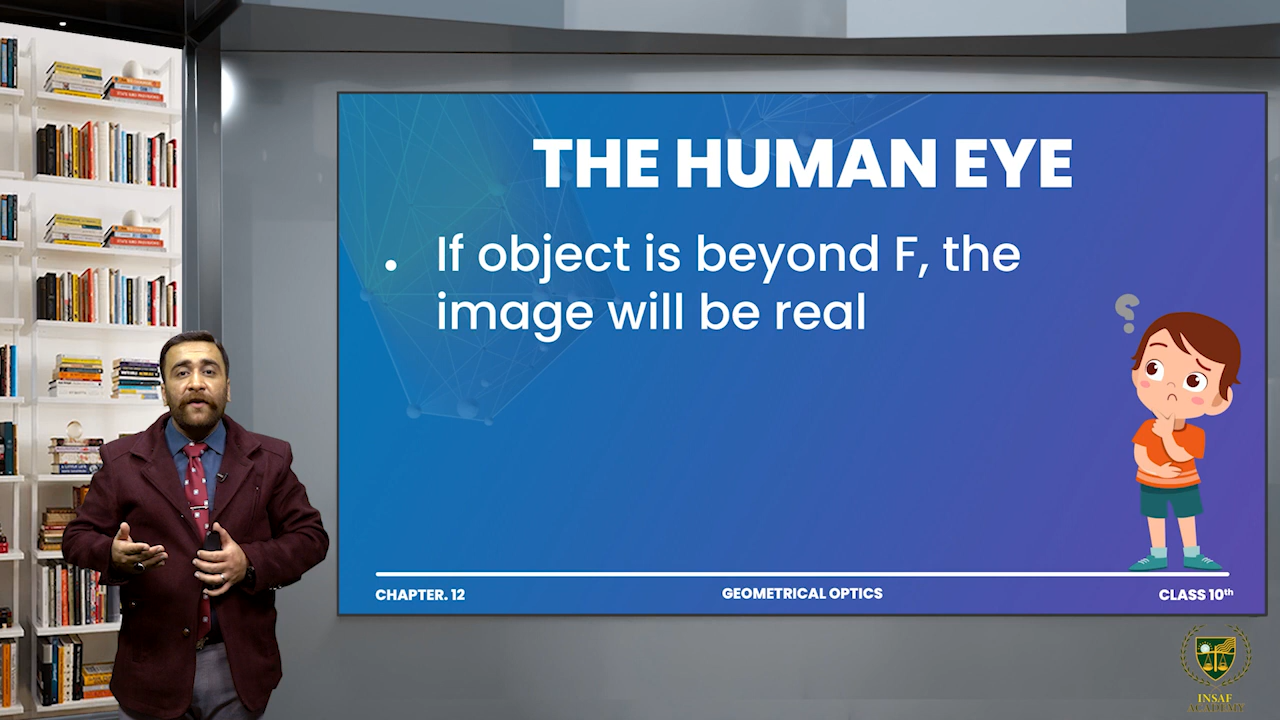 THE HUMAN EYE
. If object is beyond F, the
image will be real
CHAPTER. 12
GEOMETRICAL OPTICS
CLASS 10th
INSAF
ACADEMY